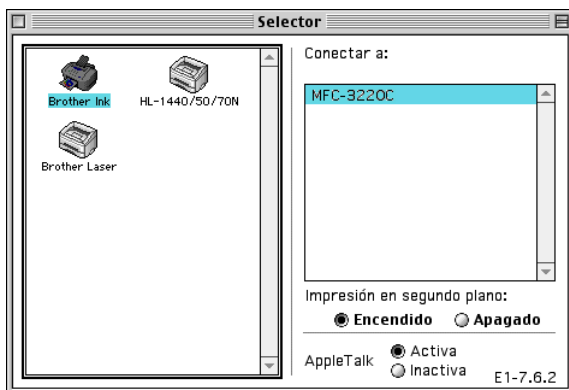 Selector
Brother Ink
HL-1440/50/70N
Brother Laser
Conectar a:
MFC-3220C
Impresión en segundo plano:
Encendido Apagado
AppleTalk
Activa
Inactiva
E1-7.6.2